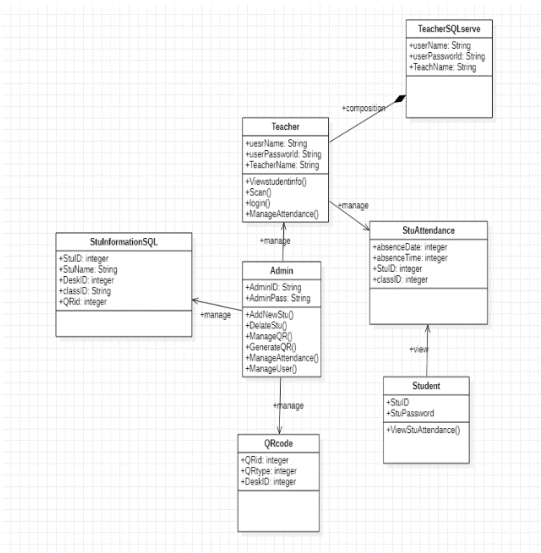 TeacherSQLserve
+userName: String
+userPassworld: String
+TeachName: String
+composition
Teacher
+uesrName: String
+userPassworld: String
+TeacherName: String
+Viewstudentinfo()
+Scan()
+login()
+ManageAttendance()
+manage
StuAttendance
+absenceDate: integer
+absenceTime: integer
+StuID: integer
+classID: integer
+manage
StuInformationSQL
+StuID: integer
+StuName: String
+DeskID: integer
+classID: String
+QRid: integer
+manage
Admin
+AdminID: String
+AdminPass: String
+AddNewStu()
+DelateStu()
+ManageQR()
+GenerateQR()
+ManageAttendance()
+ManageUser()
+view
Student
+StuID
+StuPassword
+ViewStuAttendance()
+manage
QRcode
+QRid: integer
+QRtype: integer
+DeskID: integer